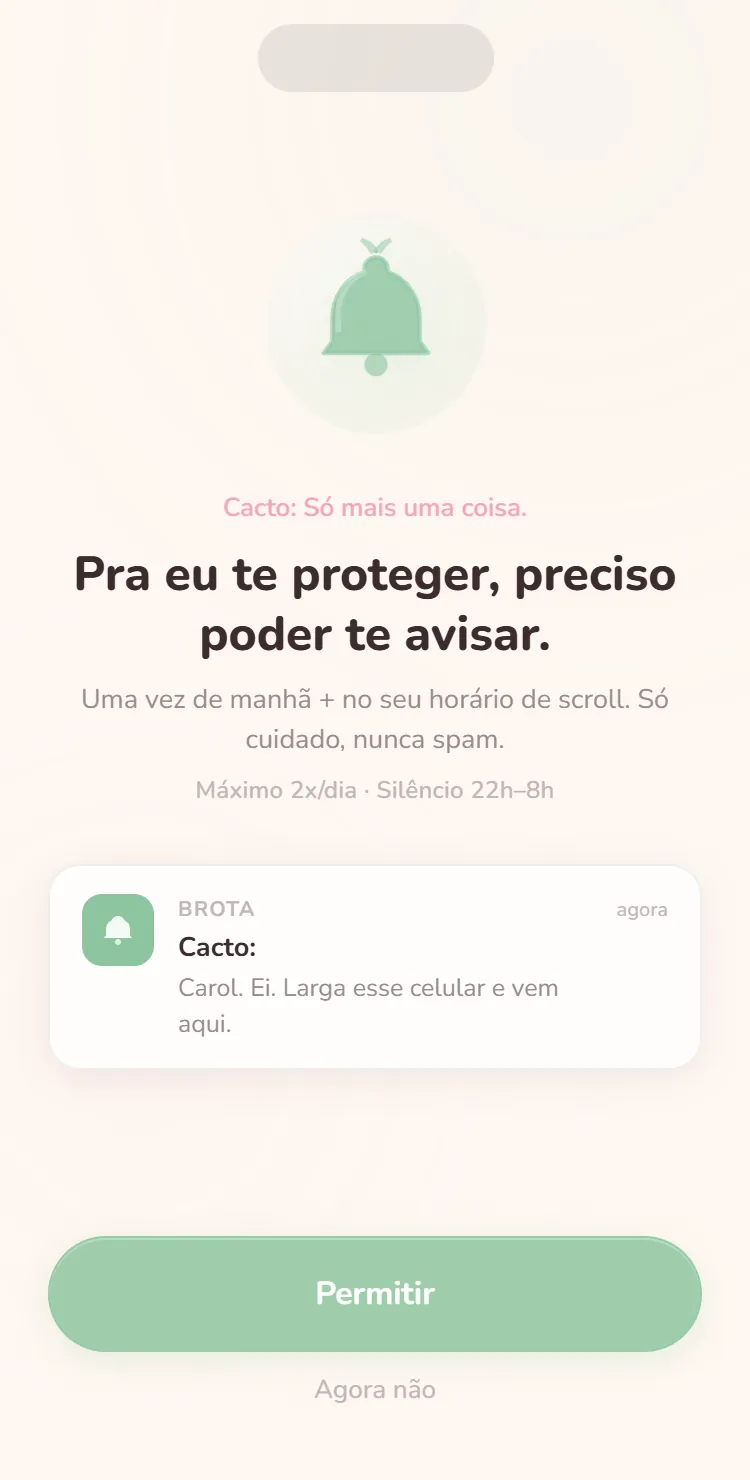 Cacto: Só mais uma coisa.
Pra eu te proteger, preciso
poder te avisar.
Uma vez de manhã + no seu horário de scroll. Só
cuidado, nunca spam.
Máximo 2x/dia · Silêncio 22h–8h
BROTA
agora
Cacto:
Carol. Ei. Larga esse celular e vem
aqui.
Permitir
Agora não